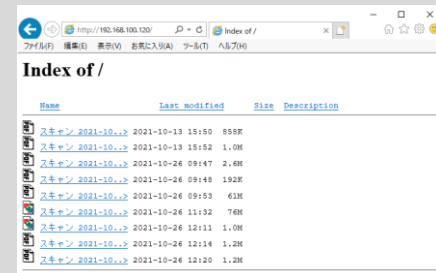 http://192.168.100.120/
Index of /
ファイル(F) 編集(E) 表示(V) お気に入り(A) ツール(T) ヘルプ(H)
Index of /
Name Last modified Size Description
スキャン 2021-10..> 2021-10-13 15:50 858K
スキャン 2021-10..> 2021-10-13 15:52 1.0M
スキャン 2021-10..> 2021-10-26 09:47 2.6M
スキャン 2021-10..> 2021-10-26 09:48 192K
スキャン 2021-10..> 2021-10-26 09:53 61M
スキャン 2021-10..> 2021-10-26 11:32 76M
スキャン 2021-10..> 2021-10-26 12:11 1.0M
スキャン 2021-10..> 2021-10-26 12:14 1.2M
スキャン 2021-10..> 2021-10-26 12:20 1.2M